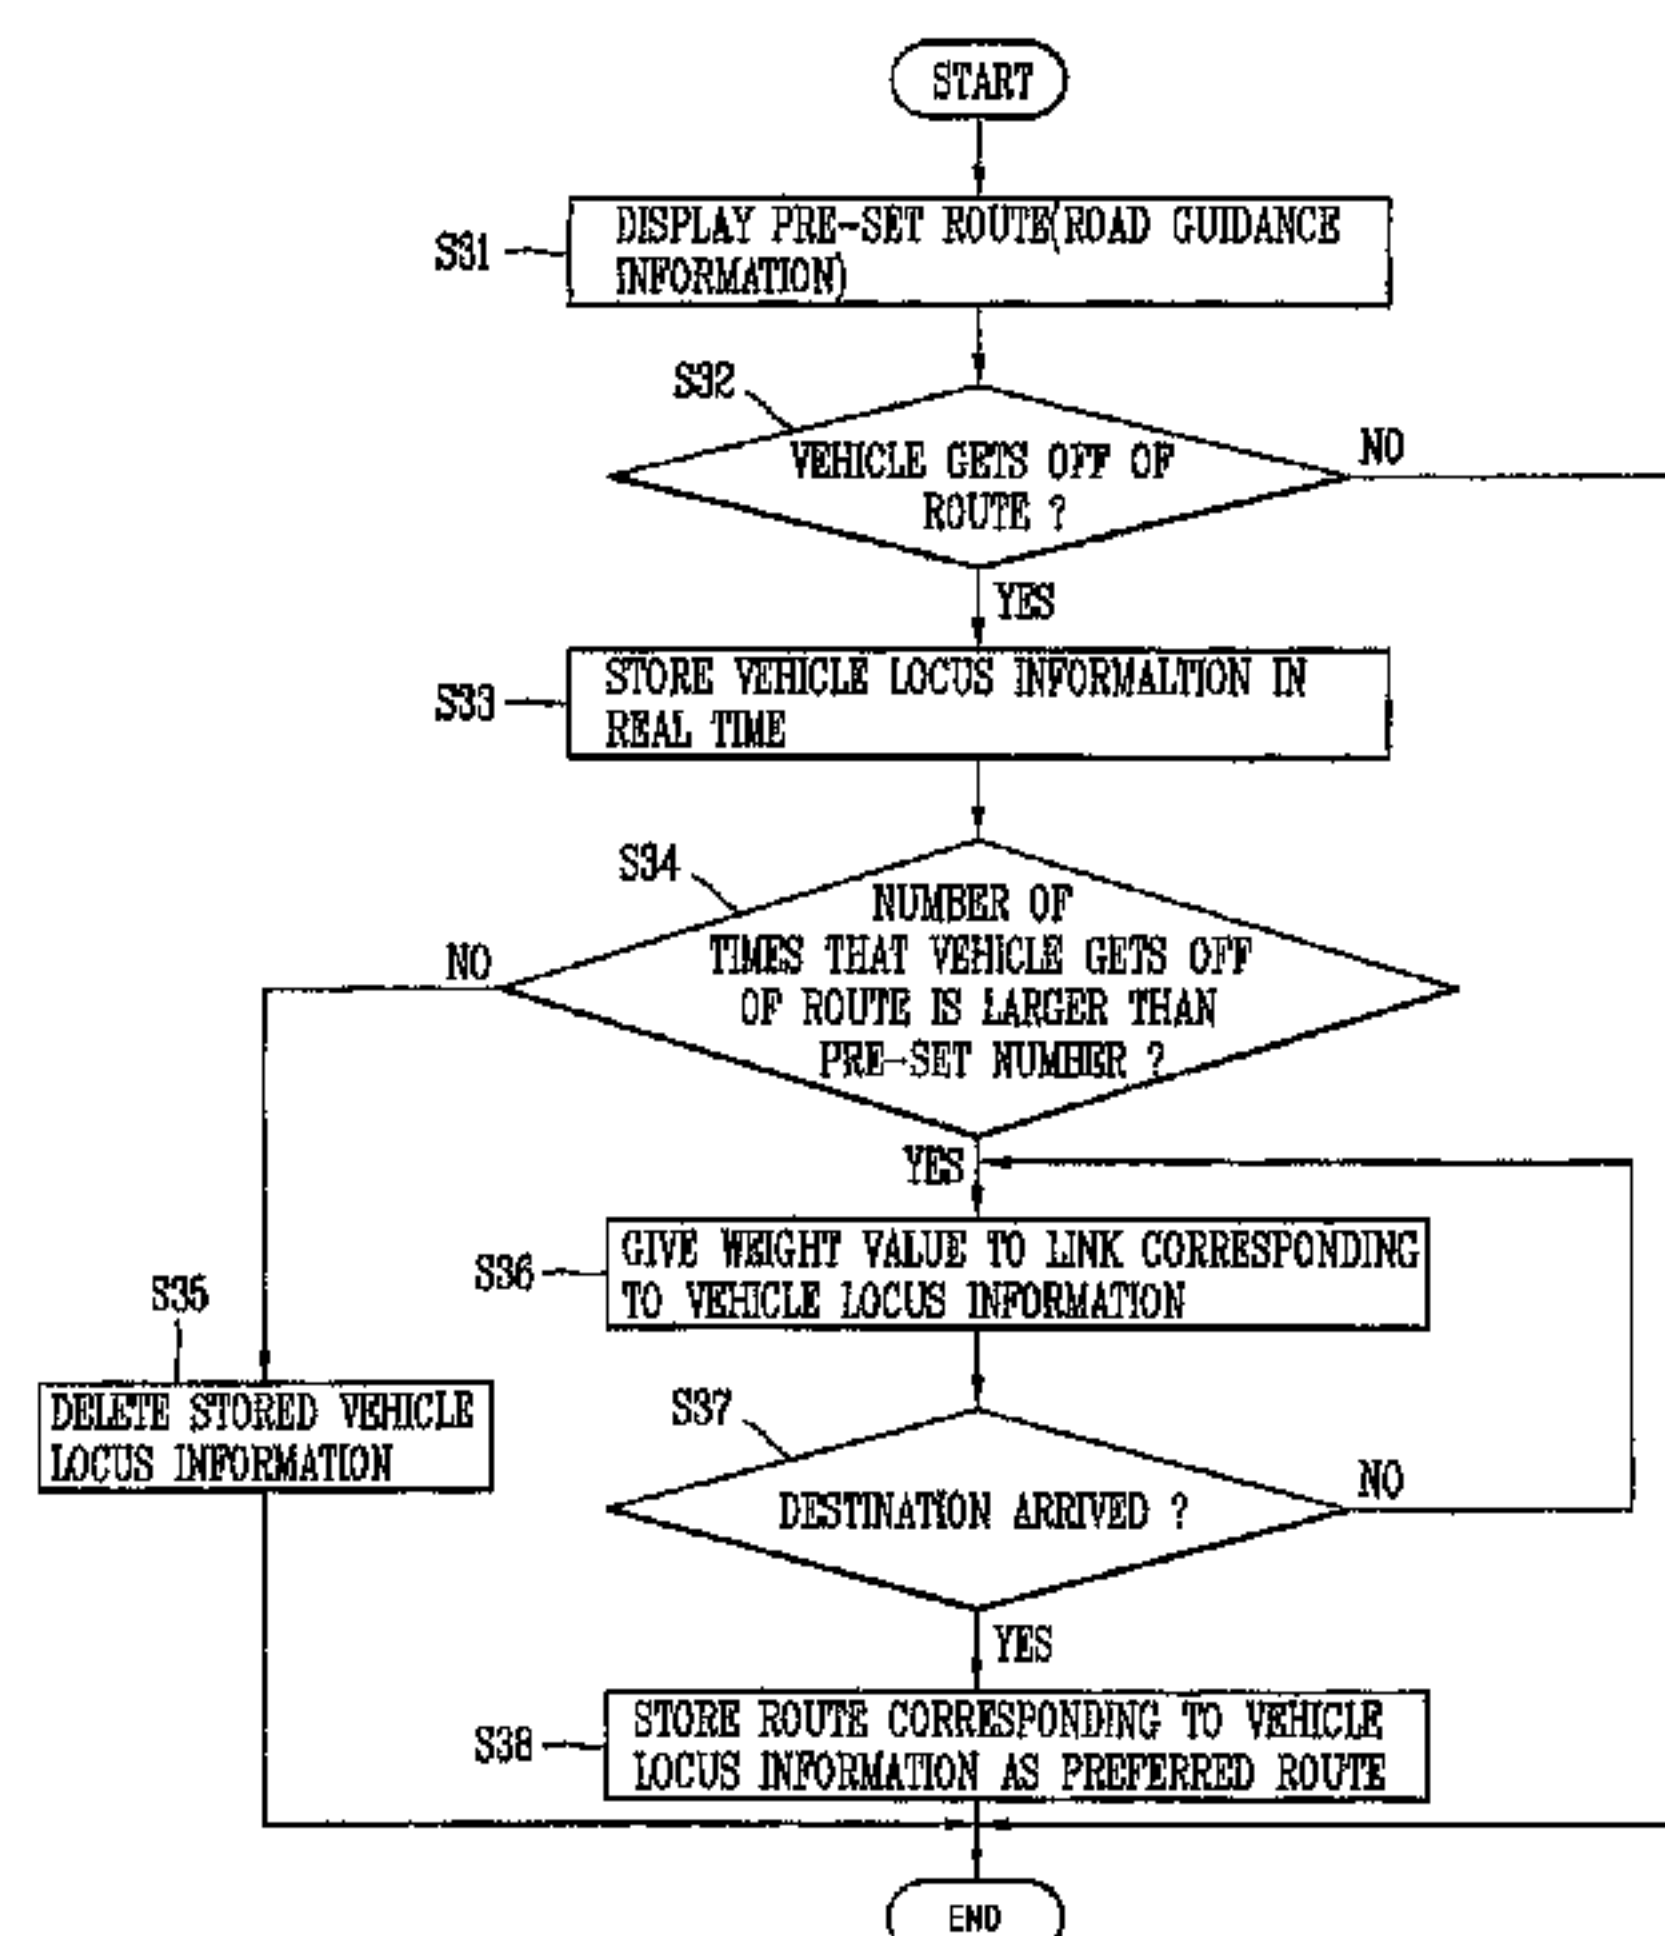 START
S31
DISPLAY PRE-SET ROUTE(ROAD GUIDANCE
INFORMATION)
S32
VEHICLE GETS OFF OF
ROUTE ?
NO
YES
S33
STORE VEHICLE LOCUS INFORMALTION IN
REAL TIME
S34
NUMBER OF
TIMES THAT VEHICLE GETS OFF
OF ROUTE IS LARGER THAN
PRE-SET NUMBER ?
NO
YES
S36
GIVE WEIGHT VALUE TO LINK CORRESPONDING
TO VEHICLE LOCUS INFORMATION
S35
DELETE STORED VEHICLE
LOCUS INFORMATION
S37
DESTINATION ARRIVED ?
NO
YES
S38
STORE ROUTE CORRESPONDING TO VEHICLE
LOCUS INFORMATION AS PREFERRED ROUTE
END